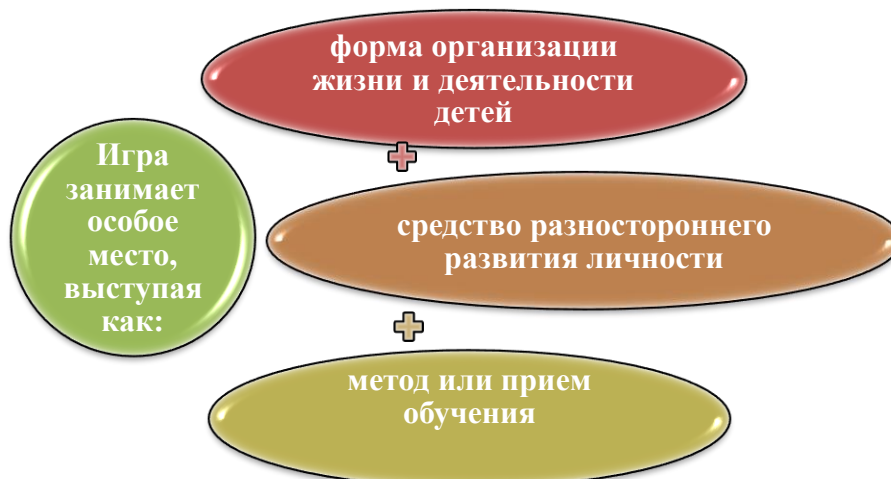 форма организации
жизни и деятельности
детей
Игра
занимает
особое
место,
выступая
как:
средство разностороннего
развития личности
метод или прием
обучения